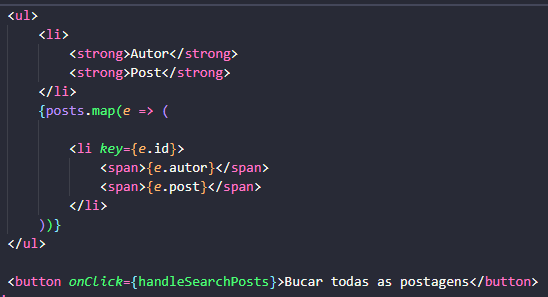 <ul>
<li>
<strong>Autor</strong>
<strong>Post</strong>
</li>
{posts.map(e => (
<li key={e.id}>
<span>{e.autor}</span>
<span>{e.post}</span>
</li>
))}
</ul>
<button onClick={handleSearchPosts}>Bucar todas as postagens</button>